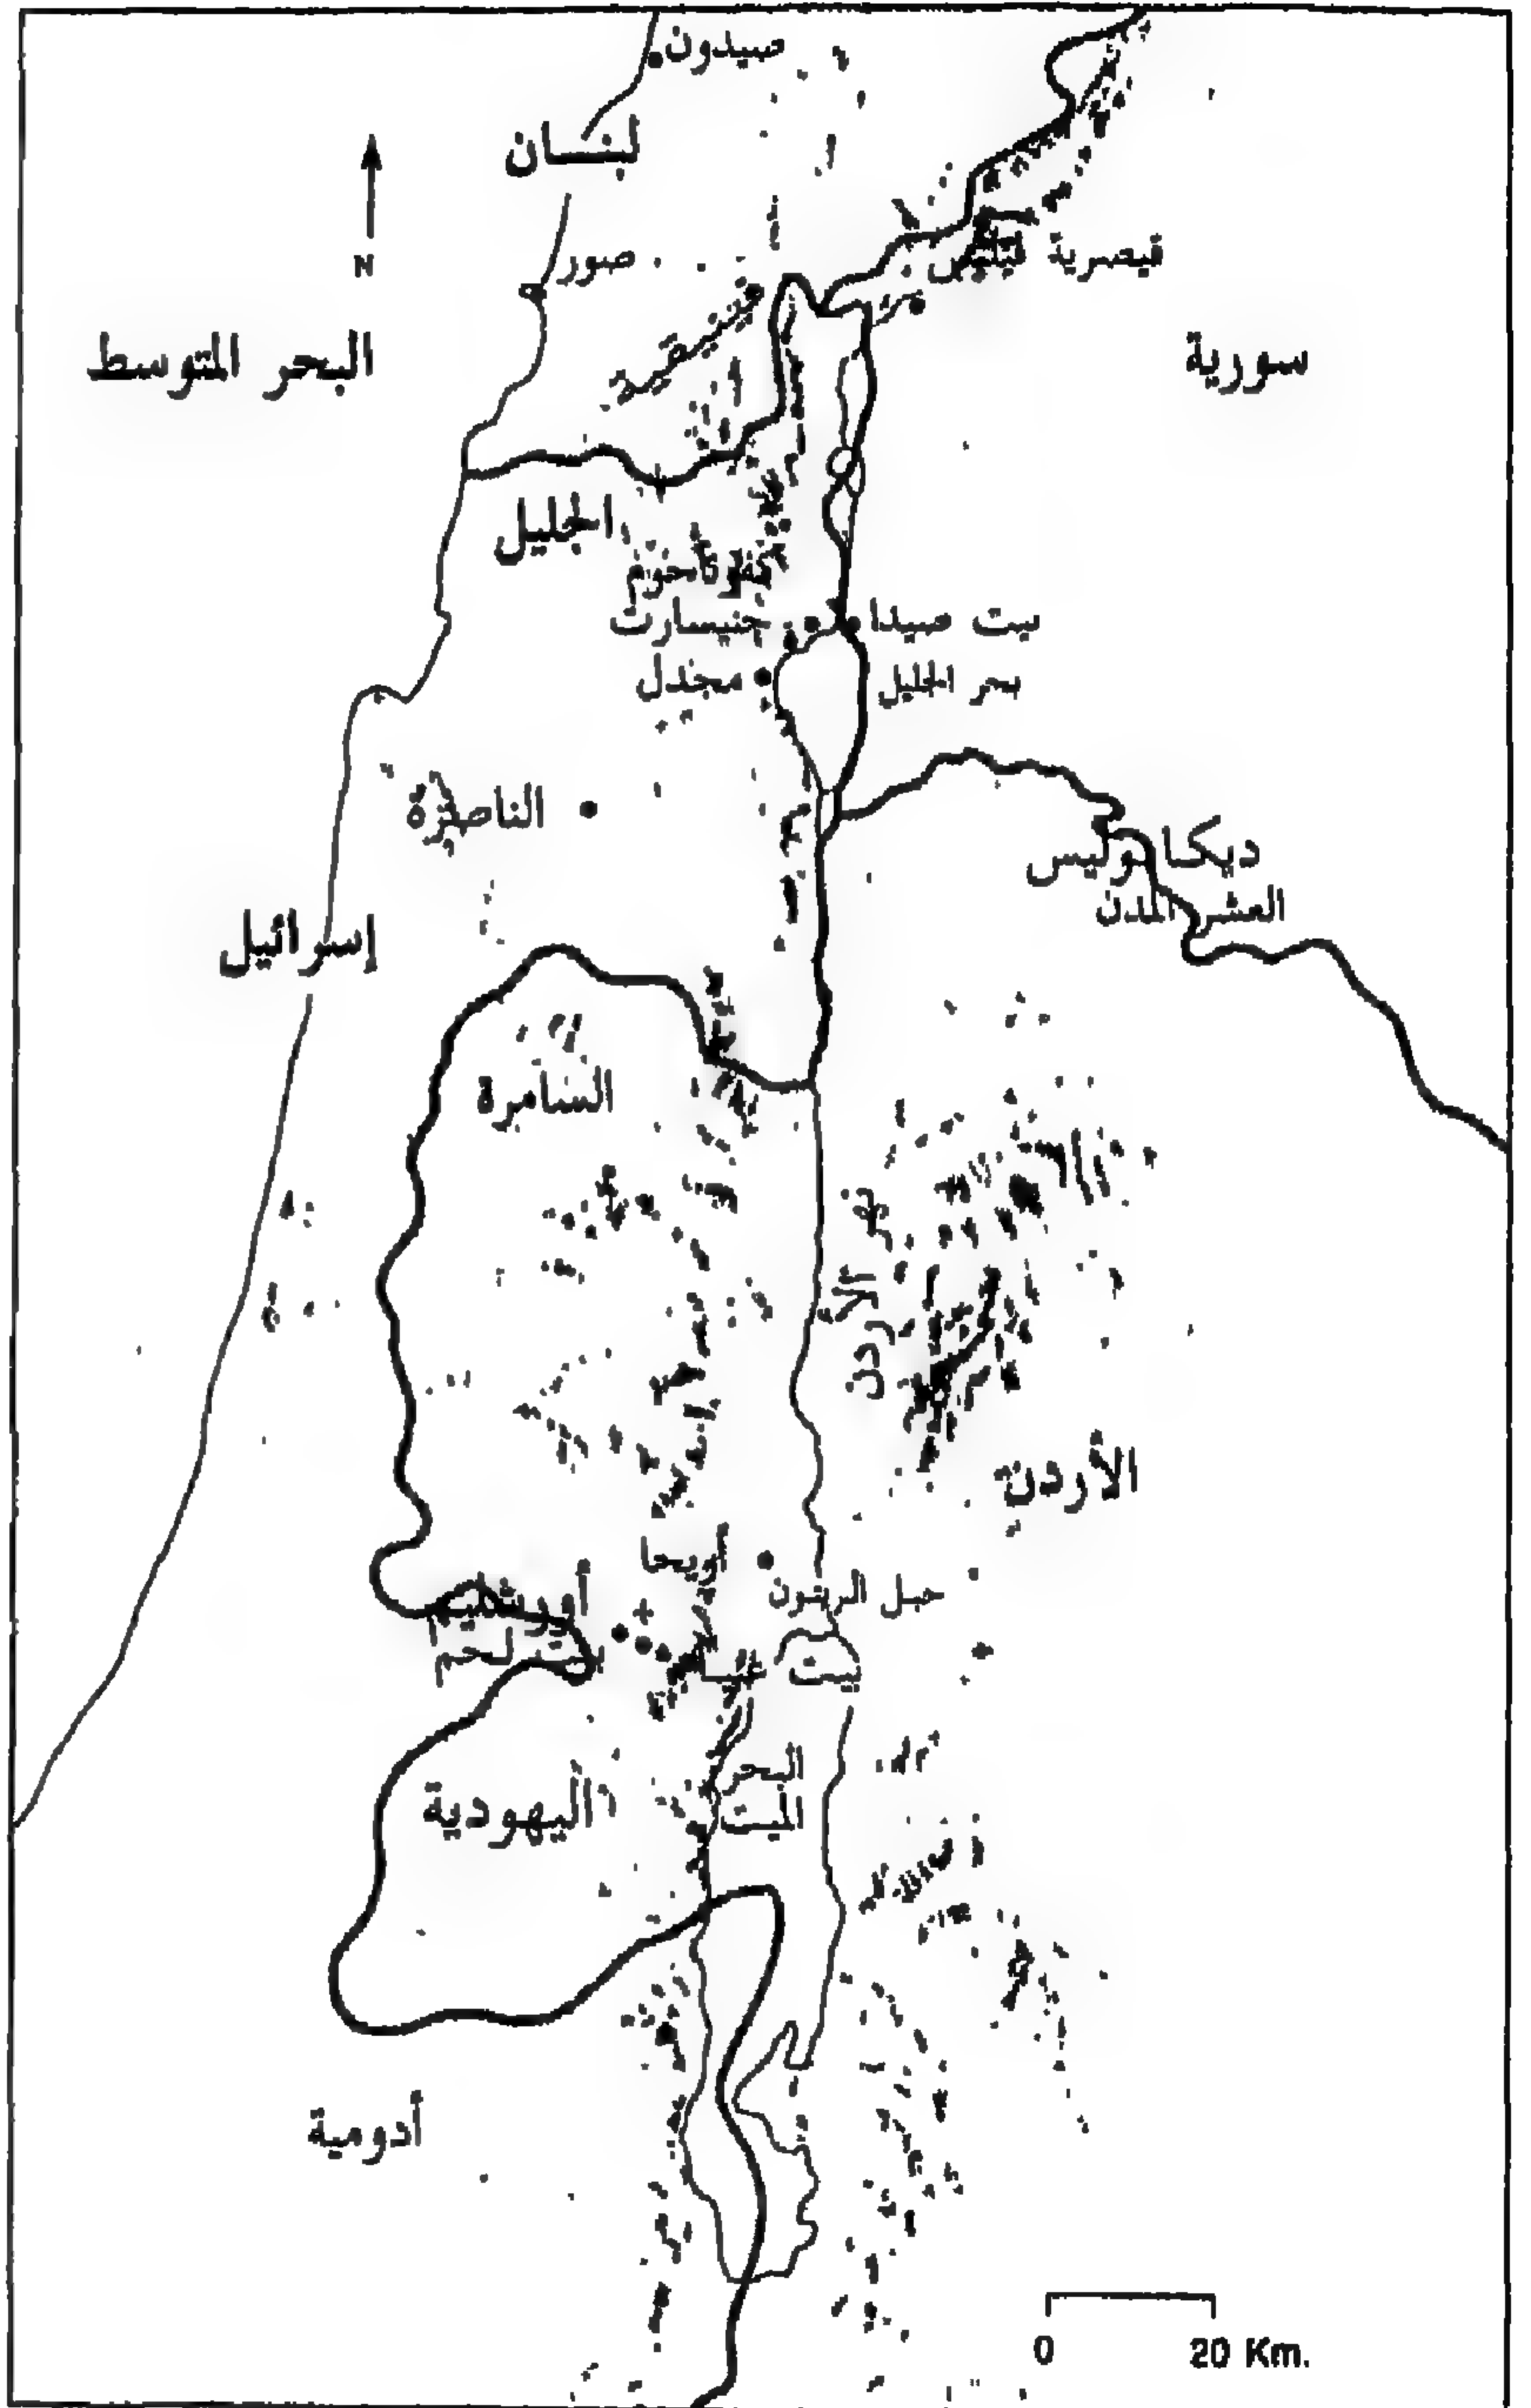 صيدون
لبنان
N
صور
قيصرية فيلبس
البحر المتوسط
سورية
الجليل
كفرناحوم
جنيسارت
بيت صيدا
مجدل
بحر الجليل
الناصرة
ديكابوليس
العشر المدن
إسرائيل
السامرة
الأردن
الأردن
أريحا
جبل الزيتون
أورشليم
بيت لحم
بيت عنيا
البحر
الميت
اليهودية
أدومية
0 20 Km.